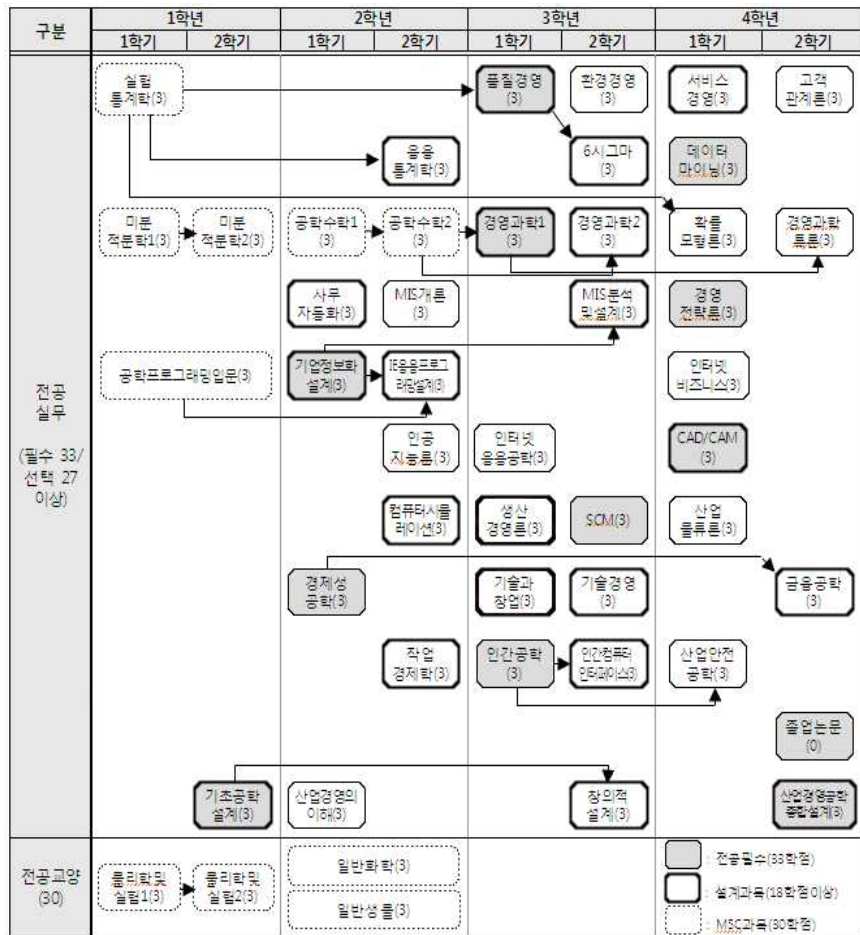 구분
1학년
2학년
3학년
4학년
1학기
2학기
1학기
2학기
1학기
2학기
1학기
2학기
전공
실무
(필수 33/
선택 27
이상)
실험
통계학(3)
품질경영
(3)
환경경영
(3)
서비스
경영(3)
고객
관계론(3)
응용
통계학(3)
6시그마
(3)
데이터
마이닝(3)
미분
적분학1(3)
미분
적분학2(3)
공학수학1
(3)
공학수학2
(3)
경영과학1
(3)
경영과학2
(3)
확률
모형론(3)
경영과학
특론(3)
사무
자동화(3)
MIS개론
(3)
MIS분석
및설계(3)
경영
전략론(3)
공학프로그래밍입문(3)
기업정보화
설계(3)
IE응용프로그
래밍설계(3)
인터넷
비즈니스(3)
인공
지능론(3)
인터넷
응용공학(3)
CAD/CAM
(3)
컴퓨터시뮬
레이션(3)
생산
경영론(3)
SCM(3)
산업
물류론(3)
경제성
공학(3)
기술과
창업(3)
기술경영
(3)
금융공학
(3)
작업
경제학(3)
인간공학
(3)
인간컴퓨터
인터페이스(3)
산업안전
공학(3)
졸업논문
(0)
기초공학
설계(3)
산업경영의
이해(3)
창의적
설계(3)
산업경영공학
종합설계(3)
전공교양
(30)
물리학및
실험1(3)
물리학및
실험2(3)
일반화학(3)
일반생물(3)
: 전공필수(33학점)
: 설계과목(18학점이상)
: MSC과목(30학점)